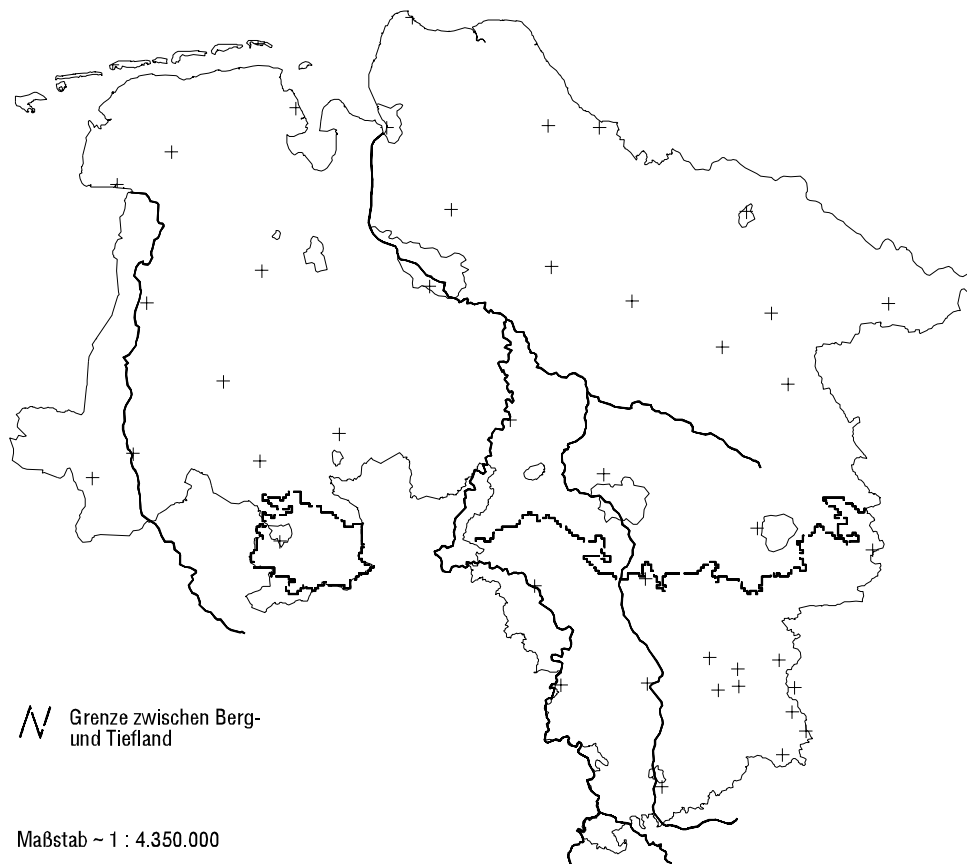 Grenze zwischen Berg-
und Tiefland
Maßstab ~ 1 : 4.350.000